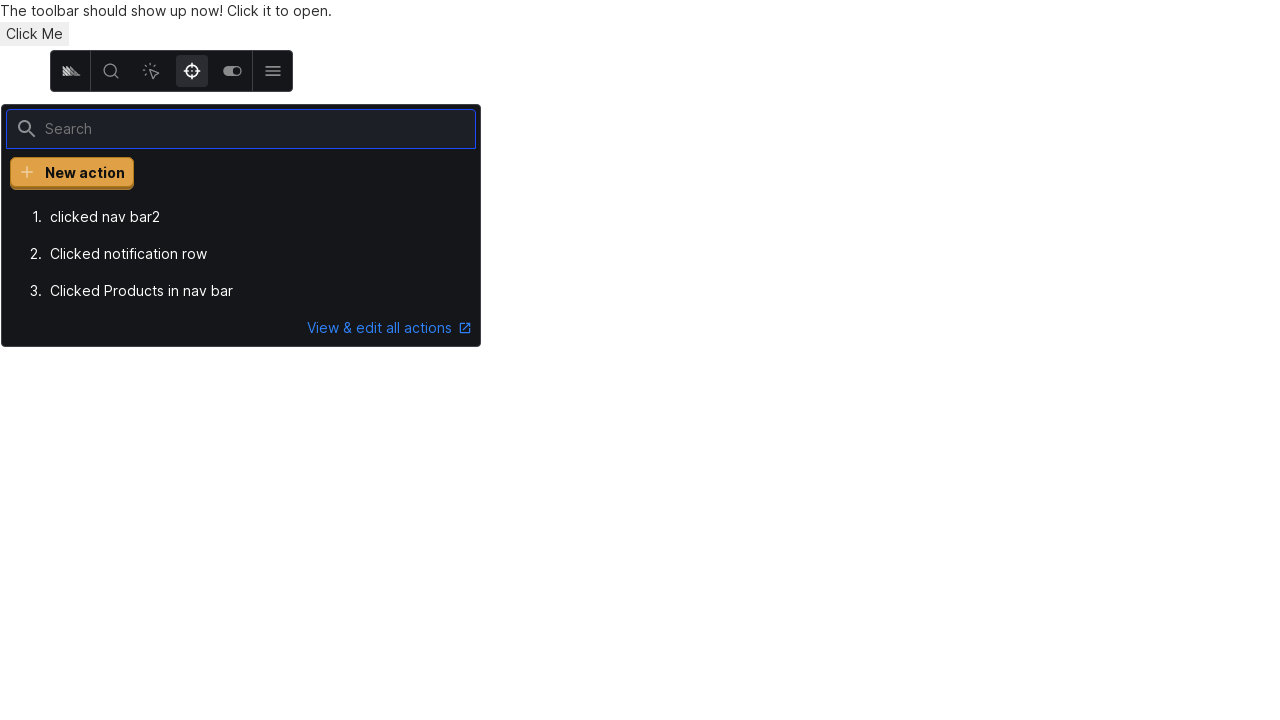 The toolbar should show up now! Click it to open.
Click Me
Search
New action
1. clicked nav bar2
2. Clicked notification row
3. Clicked Products in nav bar
View & edit all actions